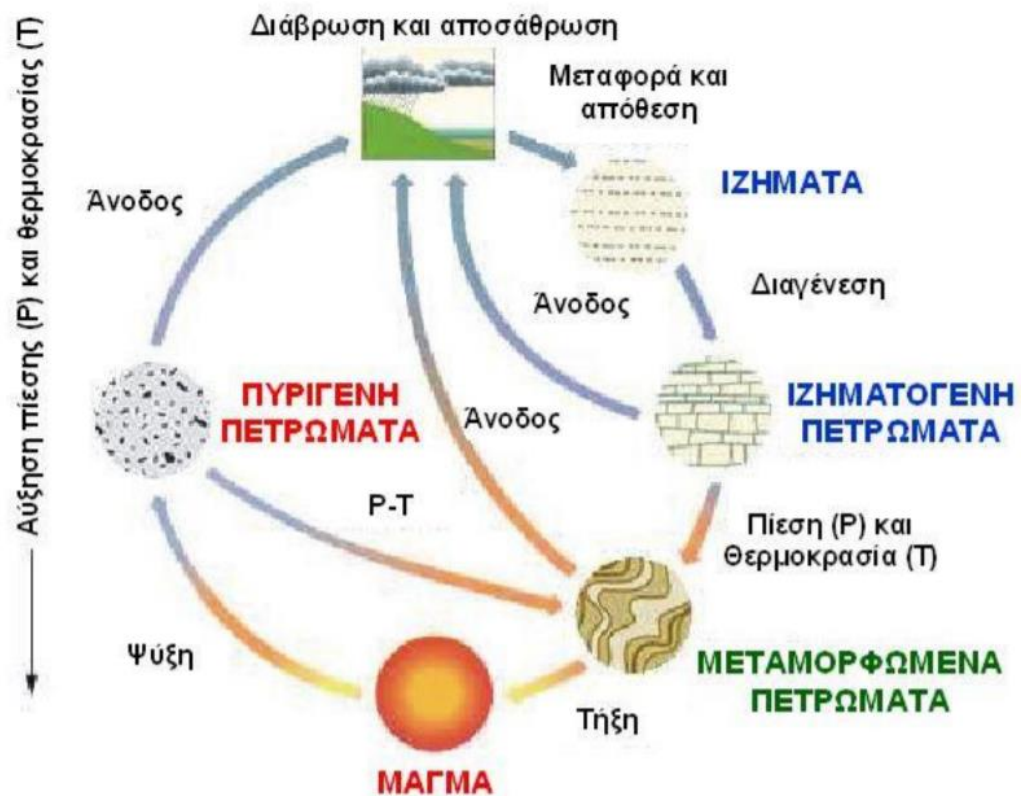 Αύξηση πίεσης (P) και θερμοκρασίας (T)
Διάβρωση και αποσάθρωση
Μεταφορά και
απόθεση
ΙΖΗΜΑΤΑ
Άνοδος
Διαγένεση
Άνοδος
ΠΥΡΙΓΕΝΗ
ΠΕΤΡΩΜΑΤΑ
Άνοδος
ΙΖΗΜΑΤΟΓΕΝΗ
ΠΕΤΡΩΜΑΤΑ
P-T
Πίεση (P) και
Θερμοκρασία (T)
Ψύξη
ΜΕΤΑΜΟΡΦΩΜΕΝΑ
ΠΕΤΡΩΜΑΤΑ
Τήξη
ΜΑΓΜΑ